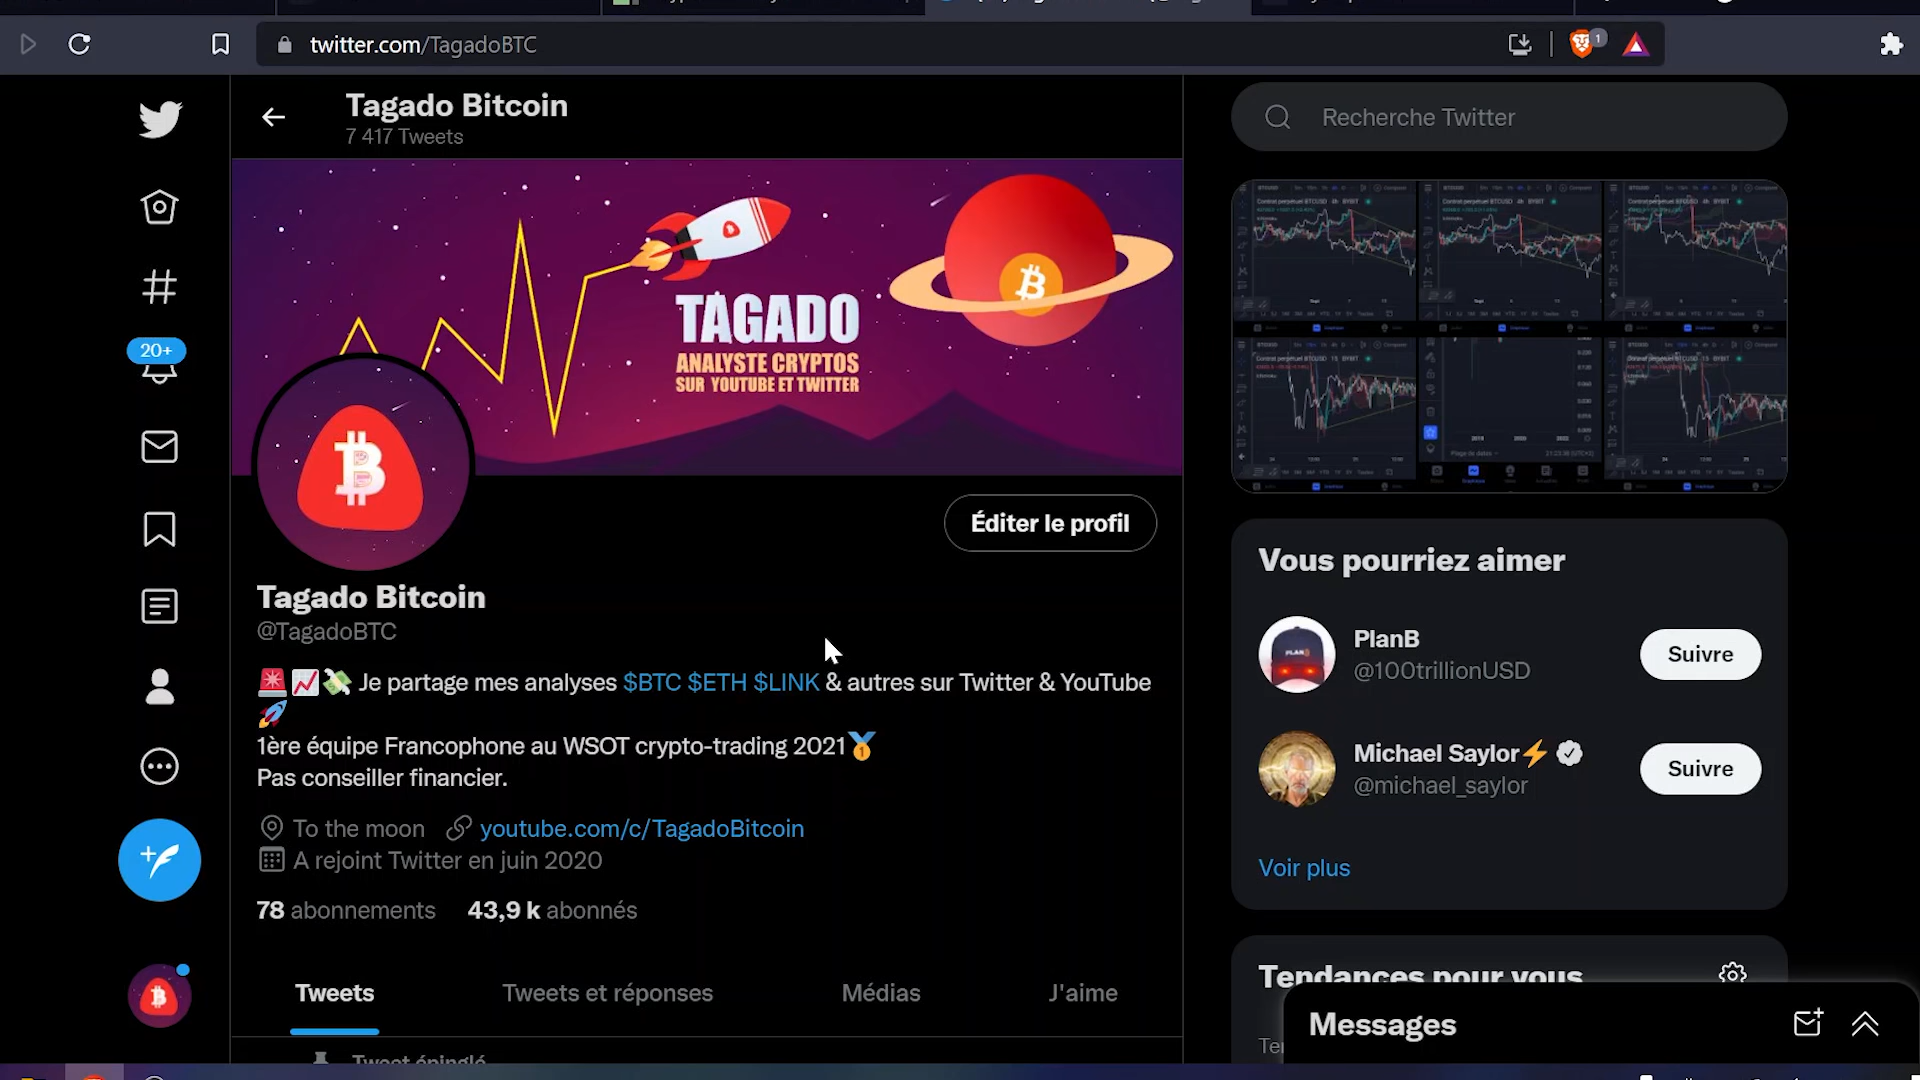 twitter.com/TagadoBTC
1
Tagado Bitcoin
7 417 Tweets
Recherche Twitter
TAGADO
ANALYSTE CRYPTOS
SUR YOUTUBE ET TWITTER
20+
Éditer le profil
Tagado Bitcoin
@TagadoBTC
🚨📈💸 Je partage mes analyses $BTC $ETH $LINK & autres sur Twitter & YouTube
🚀
1ère équipe Francophone au WSOT crypto-trading 2021🥇
Pas conseiller financier.
To the moon youtube.com/c/TagadoBitcoin
A rejoint Twitter en juin 2020
78 abonnements 43,9 k abonnés
Tweets Tweets et réponses Médias J'aime
Tweet épinglé
Vous pourriez aimer
PlanB
@100trillionUSD
Suivre
Michael Saylor⚡
@michael_saylor
Suivre
Voir plus
Tendances pour vous
Messages